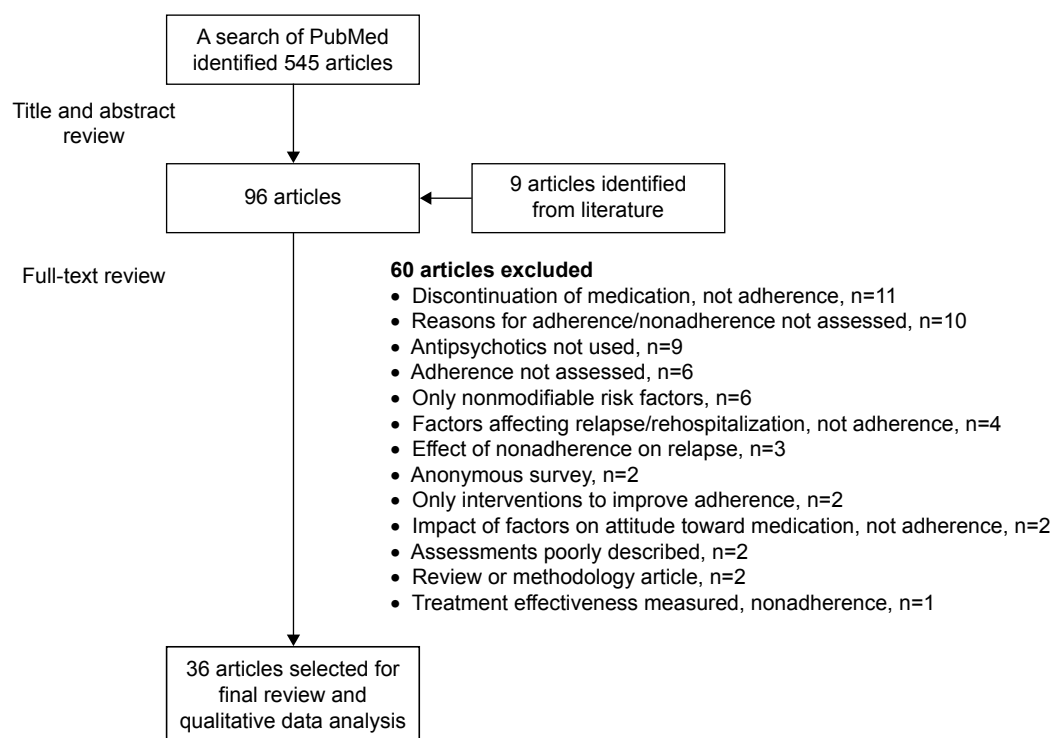 A search of PubMed
identified 545 articles
Title and abstract
review
96 articles
9 articles identified
from literature
Full-text review
60 articles excluded
• Discontinuation of medication, not adherence, n=11
• Reasons for adherence/nonadherence not assessed, n=10
• Antipsychotics not used, n=9
• Adherence not assessed, n=6
• Only nonmodifiable risk factors, n=6
• Factors affecting relapse/rehospitalization, not adherence, n=4
• Effect of nonadherence on relapse, n=3
• Anonymous survey, n=2
• Only interventions to improve adherence, n=2
• Impact of factors on attitude toward medication, not adherence, n=2
• Assessments poorly described, n=2
• Review or methodology article, n=2
• Treatment effectiveness measured, nonadherence, n=1
36 articles selected for
final review and
qualitative data analysis